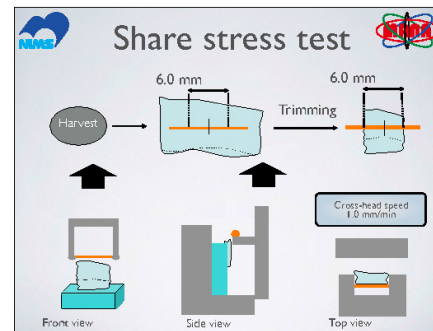 NIMS
Share stress test
6.0 mm
6.0 mm
Harvest
Trimming
Cross-head speed
1.0 mm/min
Front view
Side view
Top view